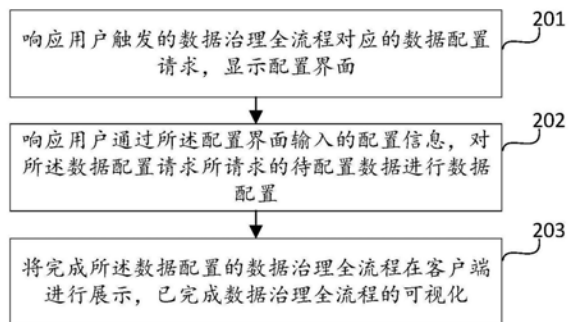 响应用户触发的数据治理全流程对应的数据配置
请求，显示配置界面
201
响应用户通过所述配置界面输入的配置信息，对
所述数据配置请求所请求的待配置数据进行数据
配置
202
将完成所述数据配置的数据治理全流程在客户端
进行展示，已完成数据治理全流程的可视化
203